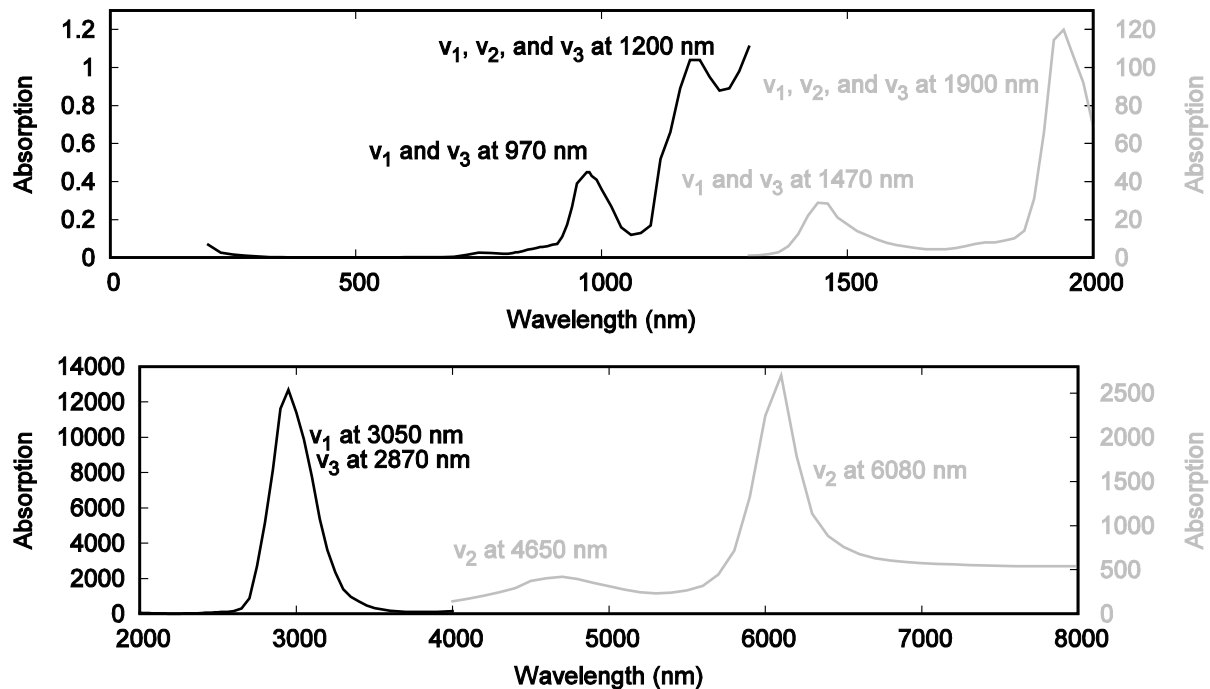 1.2
1
0.8
0.6
0.4
0.2
0
Absorption
v1, v2, and v3 at 1200 nm
v1 and v3 at 970 nm
v1, v2, and v3 at 1900 nm
v1 and v3 at 1470 nm
120
100
80
60
40
20
0
Absorption
0 500 1000 1500 2000
Wavelength (nm)
14000
12000
10000
8000
6000
4000
2000
0
Absorption
v1 at 3050 nm
v3 at 2870 nm
v2 at 4650 nm
v2 at 6080 nm
2500
2000
1500
1000
500
0
Absorption
2000 3000 4000 5000 6000 7000 8000
Wavelength (nm)